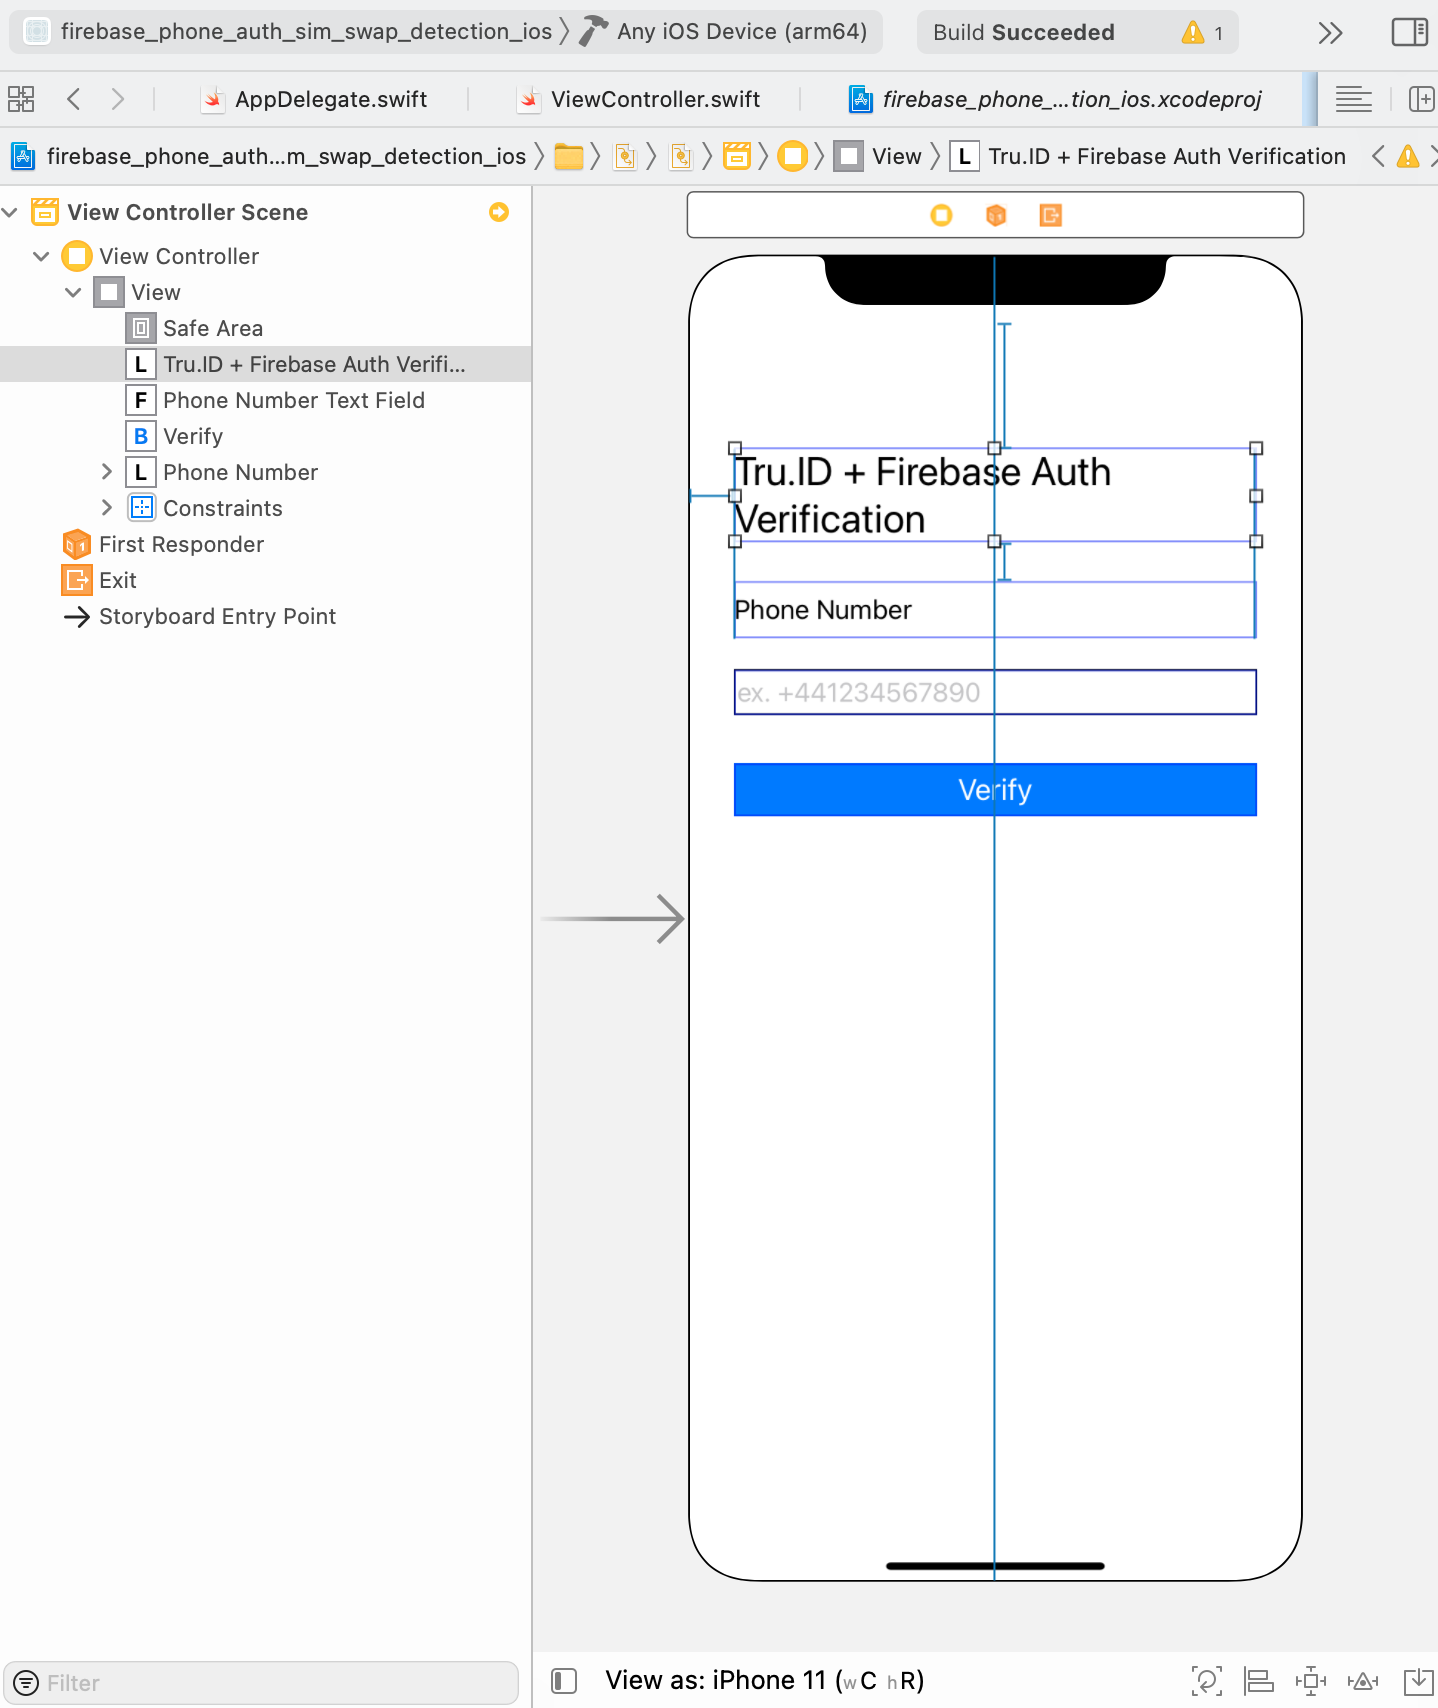 firebase_phone_auth_sim_swap_detection_ios Any iOS Device (arm64) Build Succeeded 1
AppDelegate.swift ViewController.swift firebase_phone_...tion_ios.xcodeproj
firebase_phone_auth...m_swap_detection_ios View L Tru.ID + Firebase Auth Verification
View Controller Scene
View Controller
View
Safe Area
L Tru.ID + Firebase Auth Verifi...
F Phone Number Text Field
B Verify
L Phone Number
Constraints
1 First Responder
Exit
Storyboard Entry Point
Filter
1
Tru.ID + Firebase Auth
Verification
Phone Number
ex. +441234567890
Verify
View as: iPhone 11 (wC hR)